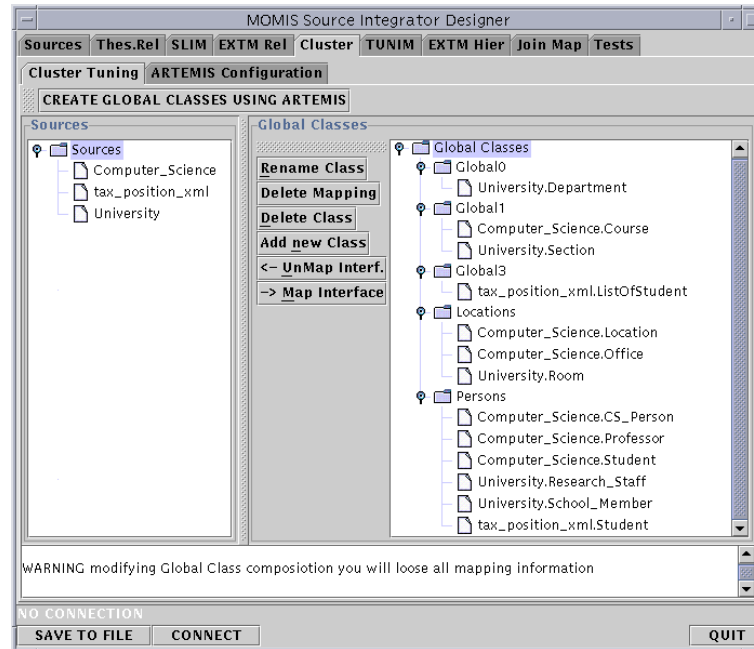 MOMIS Source Integrator Designer
Sources Thes.Rel SLIM EXTM Rel Cluster TUNIM EXTM Hier Join Map Tests
Cluster Tuning ARTEMIS Configuration
CREATE GLOBAL CLASSES USING ARTEMIS
Sources
Sources
Computer_Science
tax_position_xml
University
Global Classes
Rename Class
Delete Mapping
Delete Class
Add new Class
<- UnMap Interf.
-> Map Interface
Global Classes
Global0
University.Department
Global1
Computer_Science.Course
University.Section
Global3
tax_position_xml.ListOfStudent
Locations
Computer_Science.Location
Computer_Science.Office
University.Room
Persons
Computer_Science.CS_Person
Computer_Science.Professor
Computer_Science.Student
University.Research_Staff
University.School_Member
tax_position_xml.Student
WARNING modifying Global Class composiotion you will loose all mapping information
NO CONNECTION
SAVE TO FILE CONNECT QUIT